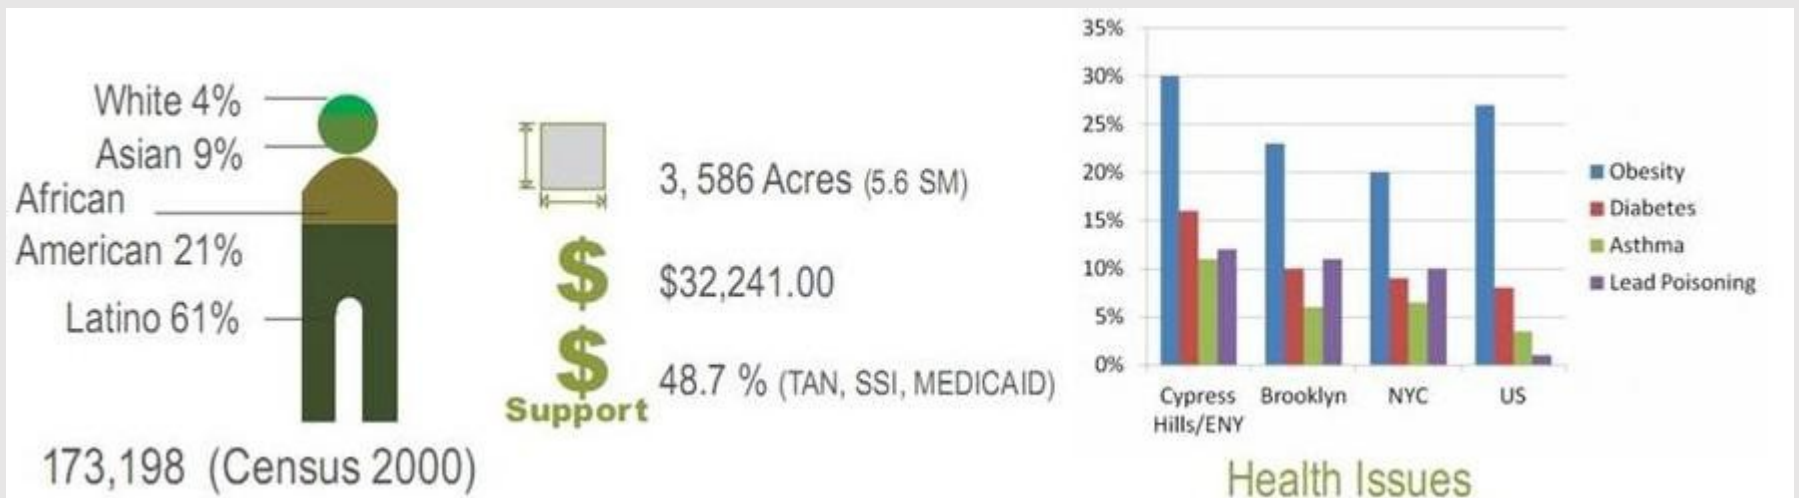 White 4%
Asian 9%
African
American 21%
Latino 61%
173,198 (Census 2000)
3, 586 Acres (5.6 SM)
$
$32,241.00
$
Support
48.7 % (TAN, SSI, MEDICAID)
35%
30%
25%
20%
15%
10%
5%
0%
Cypress
Hills/ENY
Brooklyn
NYC
US
Obesity
Diabetes
Asthma
Lead Poisoning
Health Issues